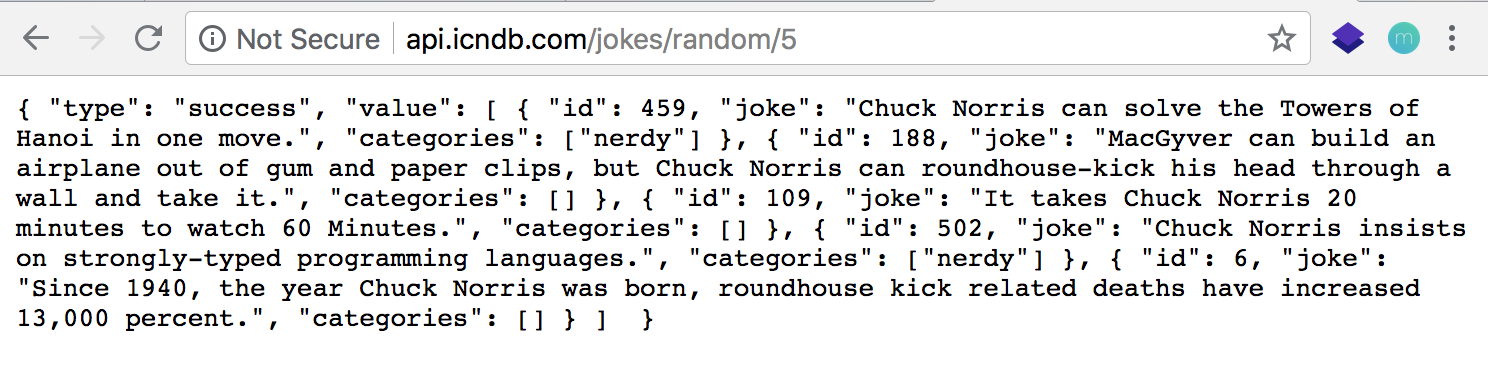 Not Secure api.icndb.com/jokes/random/5
m
{ "type": "success", "value": [ { "id": 459, "joke": "Chuck Norris can solve the Towers of
Hanoi in one move.", "categories": ["nerdy"] }, { "id": 188, "joke": "MacGyver can build an
airplane out of gum and paper clips, but Chuck Norris can roundhouse-kick his head through a
wall and take it.", "categories": [] }, { "id": 109, "joke": "It takes Chuck Norris 20
minutes to watch 60 Minutes.", "categories": [] }, { "id": 502, "joke": "Chuck Norris insists
on strongly-typed programming languages.", "categories": ["nerdy"] }, { "id": 6, "joke":
"Since 1940, the year Chuck Norris was born, roundhouse kick related deaths have increased
13,000 percent.", "categories": [] } ]  }